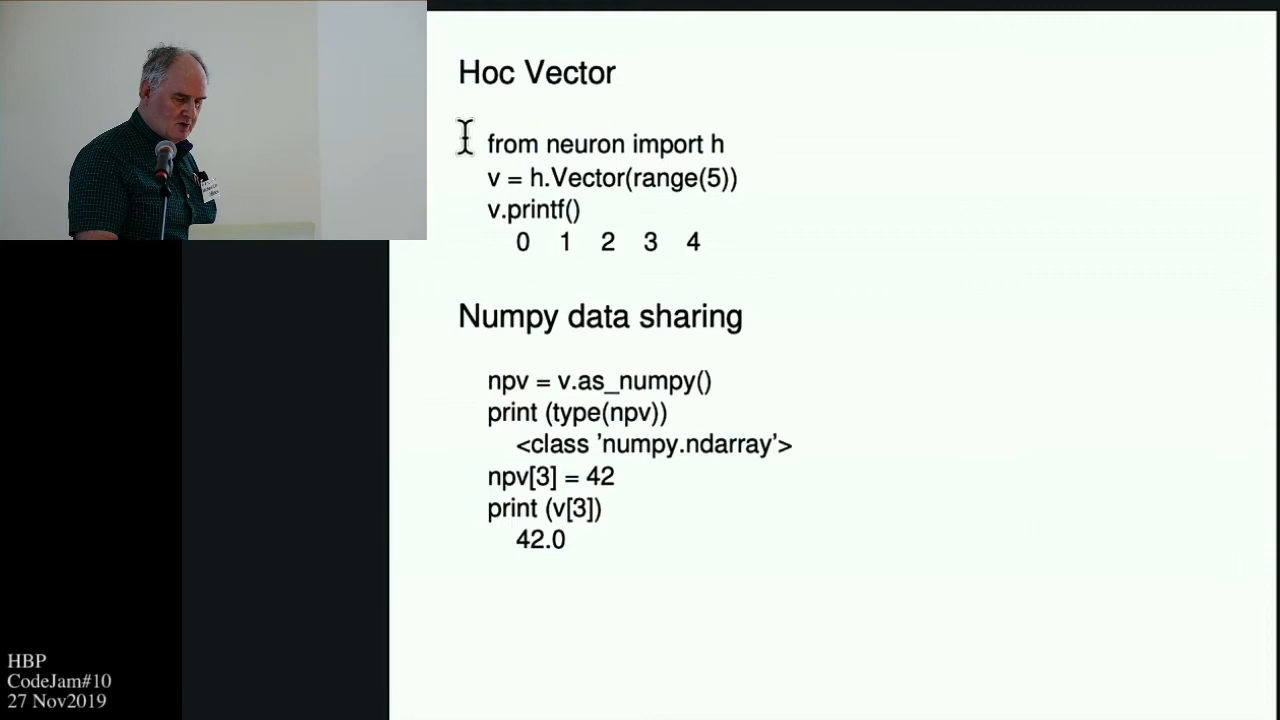 Hoc Vector
from neuron import h
v = h.Vector(range(5))
v.printf()
0 1 2 3 4
Numpy data sharing
npv = v.as_numpy()
print (type(npv))
<class 'numpy.ndarray'>
npv[3] = 42
print (v[3])
42.0
HBP
CodeJam#10
27 Nov2019